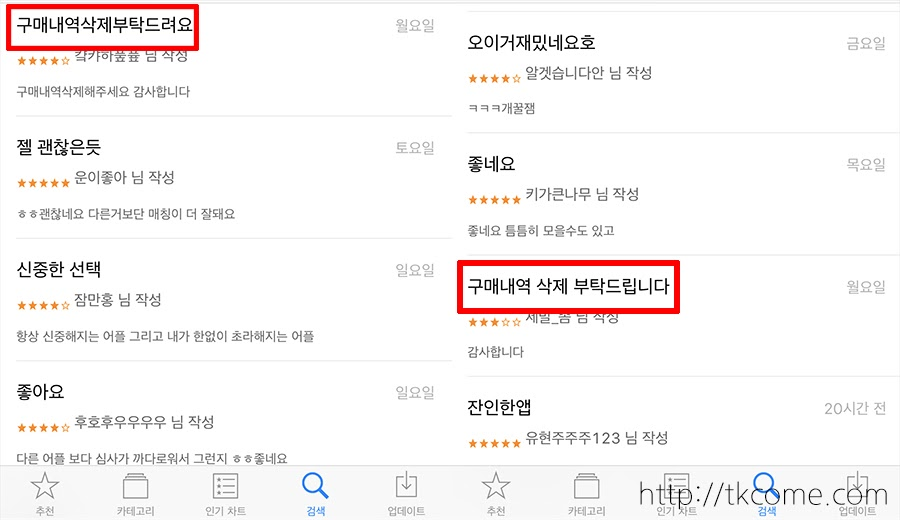 구매내역삭제부탁드려요
월요일
님 작성
구매내역삭제해주세요 감사합니다
젤 괜찮은듯
토요일
운이좋아 님 작성
ㅎㅎ괜찮네요 다른거보단 매칭이 더 잘돼요
신중한 선택
일요일
잠만홍 님 작성
항상 신중해지는 어플 그리고 내가 한없이 초라해지는 어플
좋아요
일요일
후호후우우우우 님 작성
다른 어플 보다 심사가 까다로워서 그런지 ㅎㅎ좋네요
추천
카테고리
인기 차트
검색
업데이트
오이거재밌네요호
금요일
알겟습니다안 님 작성
ㅋㅋㅋ개꿀잼
좋네요
목요일
키가큰나무 님 작성
좋네요 틈틈히 모을수도 있고
구매내역 삭제 부탁드립니다
월요일
님 작성
감사합니다
잔인한앱
20시간 전
유현주주주123 님 작성
추천
카테고리
인기 차트
검색
업데이트
http://tkcome.com